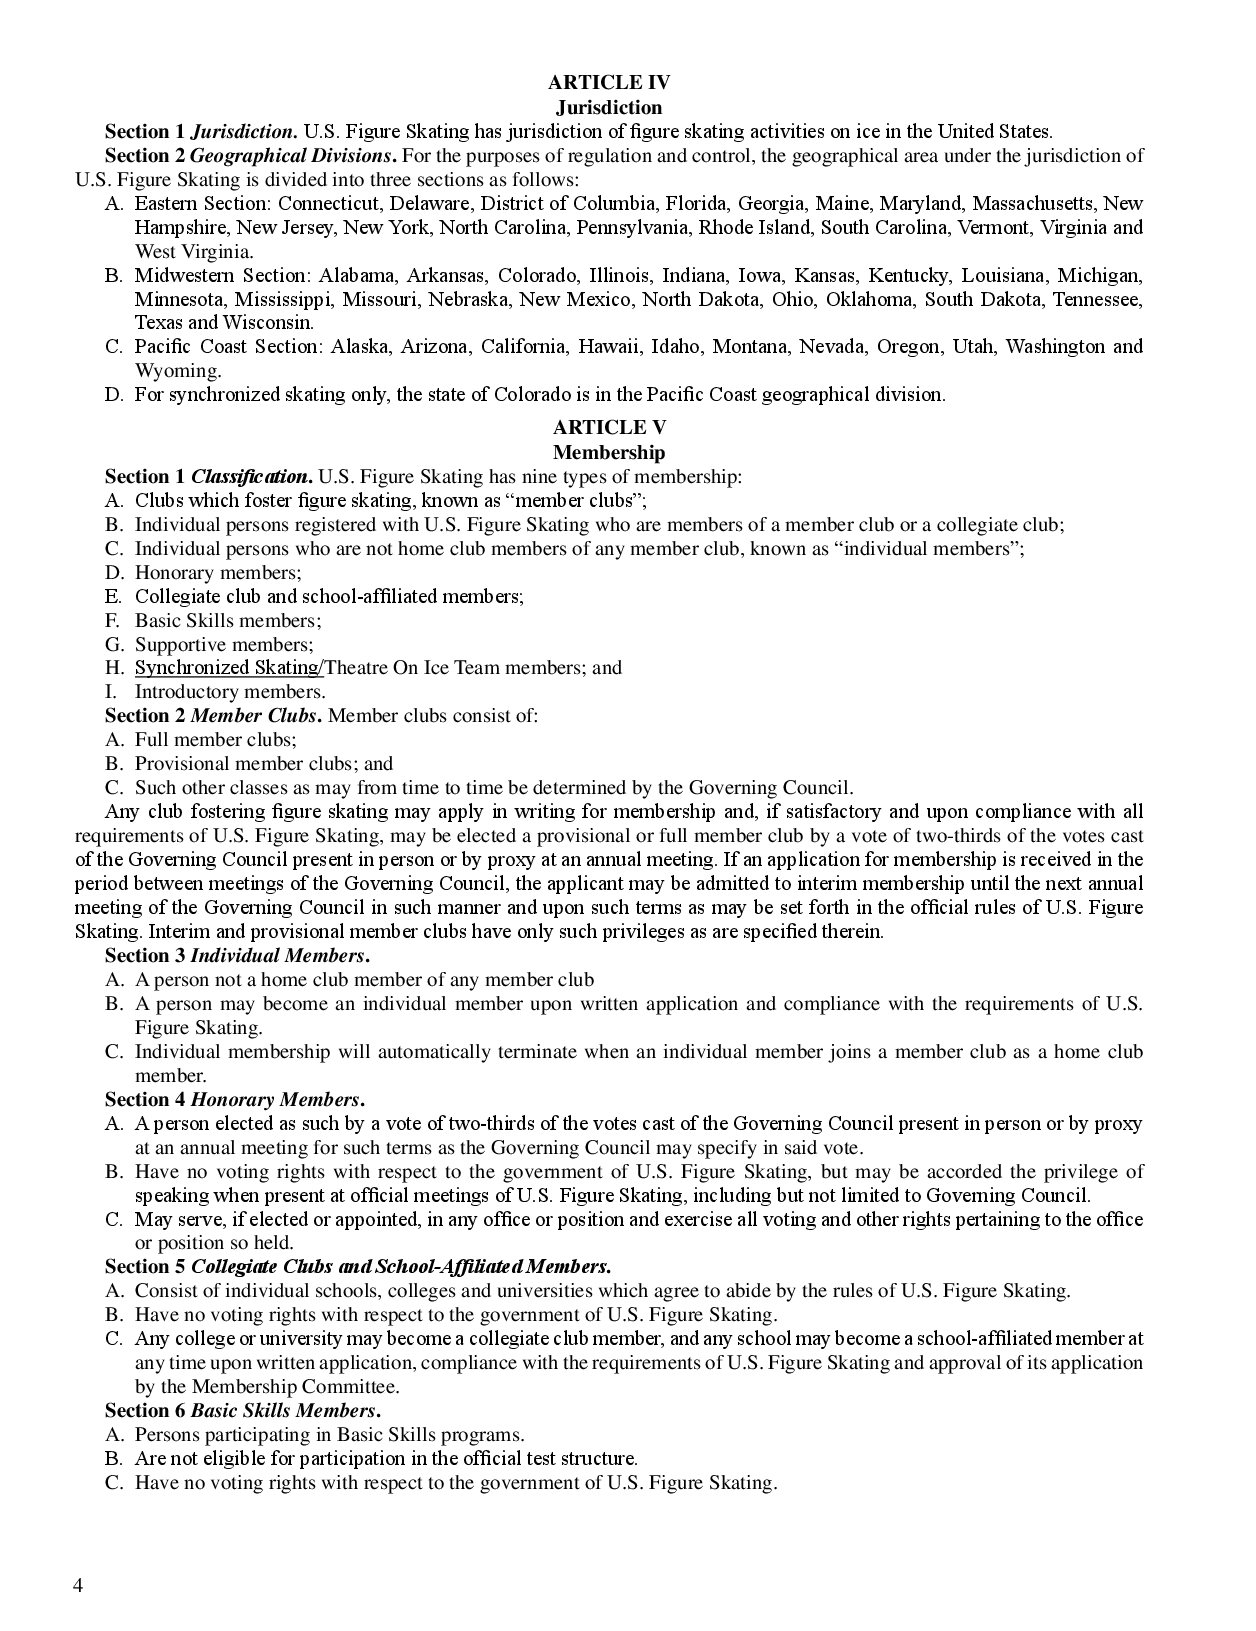 ARTICLE IV
Jurisdiction
Section 1 Jurisdiction. U.S. Figure Skating has jurisdiction of figure skating activities on ice in the United States.
Section 2 Geographical Divisions. For the purposes of regulation and control, the geographical area under the jurisdiction of
U.S. Figure Skating is divided into three sections as follows:
A. Eastern Section: Connecticut, Delaware, District of Columbia, Florida, Georgia, Maine, Maryland, Massachusetts, New
Hampshire, New Jersey, New York, North Carolina, Pennsylvania, Rhode Island, South Carolina, Vermont, Virginia and
West Virginia.
B. Midwestern Section: Alabama, Arkansas, Colorado, Illinois, Indiana, Iowa, Kansas, Kentucky, Louisiana, Michigan,
Minnesota, Mississippi, Missouri, Nebraska, New Mexico, North Dakota, Ohio, Oklahoma, South Dakota, Tennessee,
Texas and Wisconsin.
C. Pacific Coast Section: Alaska, Arizona, California, Hawaii, Idaho, Montana, Nevada, Oregon, Utah, Washington and
Wyoming.
D. For synchronized skating only, the state of Colorado is in the Pacific Coast geographical division.
ARTICLE V
Membership
Section 1 Classification. U.S. Figure Skating has nine types of membership:
A. Clubs which foster figure skating, known as “member clubs”;
B. Individual persons registered with U.S. Figure Skating who are members of a member club or a collegiate club;
C. Individual persons who are not home club members of any member club, known as “individual members”;
D. Honorary members;
E. Collegiate club and school-affiliated members;
F. Basic Skills members;
G. Supportive members;
H. Synchronized Skating/Theatre On Ice Team members; and
I. Introductory members.
Section 2 Member Clubs. Member clubs consist of:
A. Full member clubs;
B. Provisional member clubs; and
C. Such other classes as may from time to time be determined by the Governing Council.
Any club fostering figure skating may apply in writing for membership and, if satisfactory and upon compliance with all
requirements of U.S. Figure Skating, may be elected a provisional or full member club by a vote of two-thirds of the votes cast
of the Governing Council present in person or by proxy at an annual meeting. If an application for membership is received in the
period between meetings of the Governing Council, the applicant may be admitted to interim membership until the next annual
meeting of the Governing Council in such manner and upon such terms as may be set forth in the official rules of U.S. Figure
Skating. Interim and provisional member clubs have only such privileges as are specified therein.
Section 3 Individual Members.
A. A person not a home club member of any member club
B. A person may become an individual member upon written application and compliance with the requirements of U.S.
Figure Skating.
C. Individual membership will automatically terminate when an individual member joins a member club as a home club
member.
Section 4 Honorary Members.
A. A person elected as such by a vote of two-thirds of the votes cast of the Governing Council present in person or by proxy
at an annual meeting for such terms as the Governing Council may specify in said vote.
B. Have no voting rights with respect to the government of U.S. Figure Skating, but may be accorded the privilege of
speaking when present at official meetings of U.S. Figure Skating, including but not limited to Governing Council.
C. May serve, if elected or appointed, in any office or position and exercise all voting and other rights pertaining to the office
or position so held.
Section 5 Collegiate Clubs and School-Affiliated Members.
A. Consist of individual schools, colleges and universities which agree to abide by the rules of U.S. Figure Skating.
B. Have no voting rights with respect to the government of U.S. Figure Skating.
C. Any college or university may become a collegiate club member, and any school may become a school-affiliated member at
any time upon written application, compliance with the requirements of U.S. Figure Skating and approval of its application
by the Membership Committee.
Section 6 Basic Skills Members.
A. Persons participating in Basic Skills programs.
B. Are not eligible for participation in the official test structure.
C. Have no voting rights with respect to the government of U.S. Figure Skating.
4